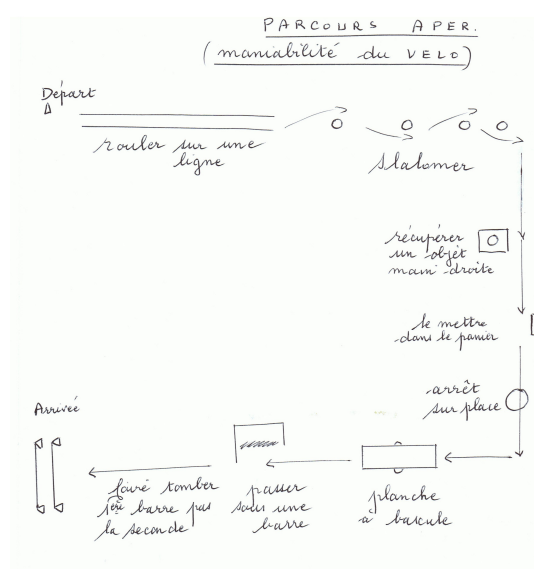 PARCOURS APER.
(maniabilité du VELO)
Départ
rouler sur une
ligne
slalomer
récupérer
un objet
main droite
le mettre
dans le panier
arrêt
sur place
Arrivée
faire tomber
1ère barre pas
la seconde
passer
sous une
barre
planche
à bascule